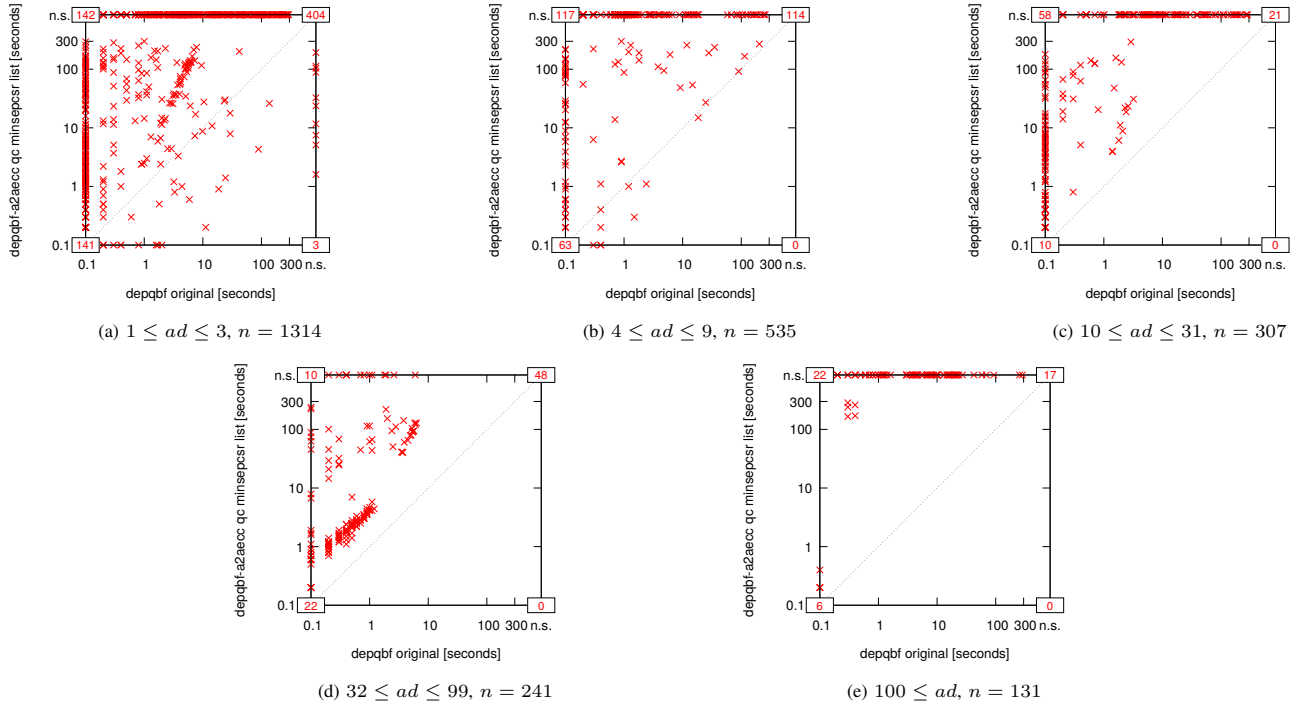 142
404
n.s.
300
100
10
1
0.1
141
3
0.1 1 10 100 300 n.s.
depqbf-a2aecc qc minsepcsr list [seconds]
depqbf original [seconds]
(a) 1 ≤ ad ≤ 3, n = 1314
117
114
n.s.
300
100
10
1
0.1
63
0
0.1 1 10 100 300 n.s.
depqbf-a2aecc qc minsepcsr list [seconds]
depqbf original [seconds]
(b) 4 ≤ ad ≤ 9, n = 535
58
21
n.s.
300
100
10
1
0.1
10
0
0.1 1 10 100 300 n.s.
depqbf-a2aecc qc minsepcsr list [seconds]
depqbf original [seconds]
(c) 10 ≤ ad ≤ 31, n = 307
10
48
n.s.
300
100
10
1
0.1
22
0
0.1 1 10 100 300 n.s.
depqbf-a2aecc qc minsepcsr list [seconds]
depqbf original [seconds]
(d) 32 ≤ ad ≤ 99, n = 241
22
17
n.s.
300
100
10
1
0.1
6
0
0.1 1 10 100 300 n.s.
depqbf-a2aecc qc minsepcsr list [seconds]
depqbf original [seconds]
(e) 100 ≤ ad, n = 131